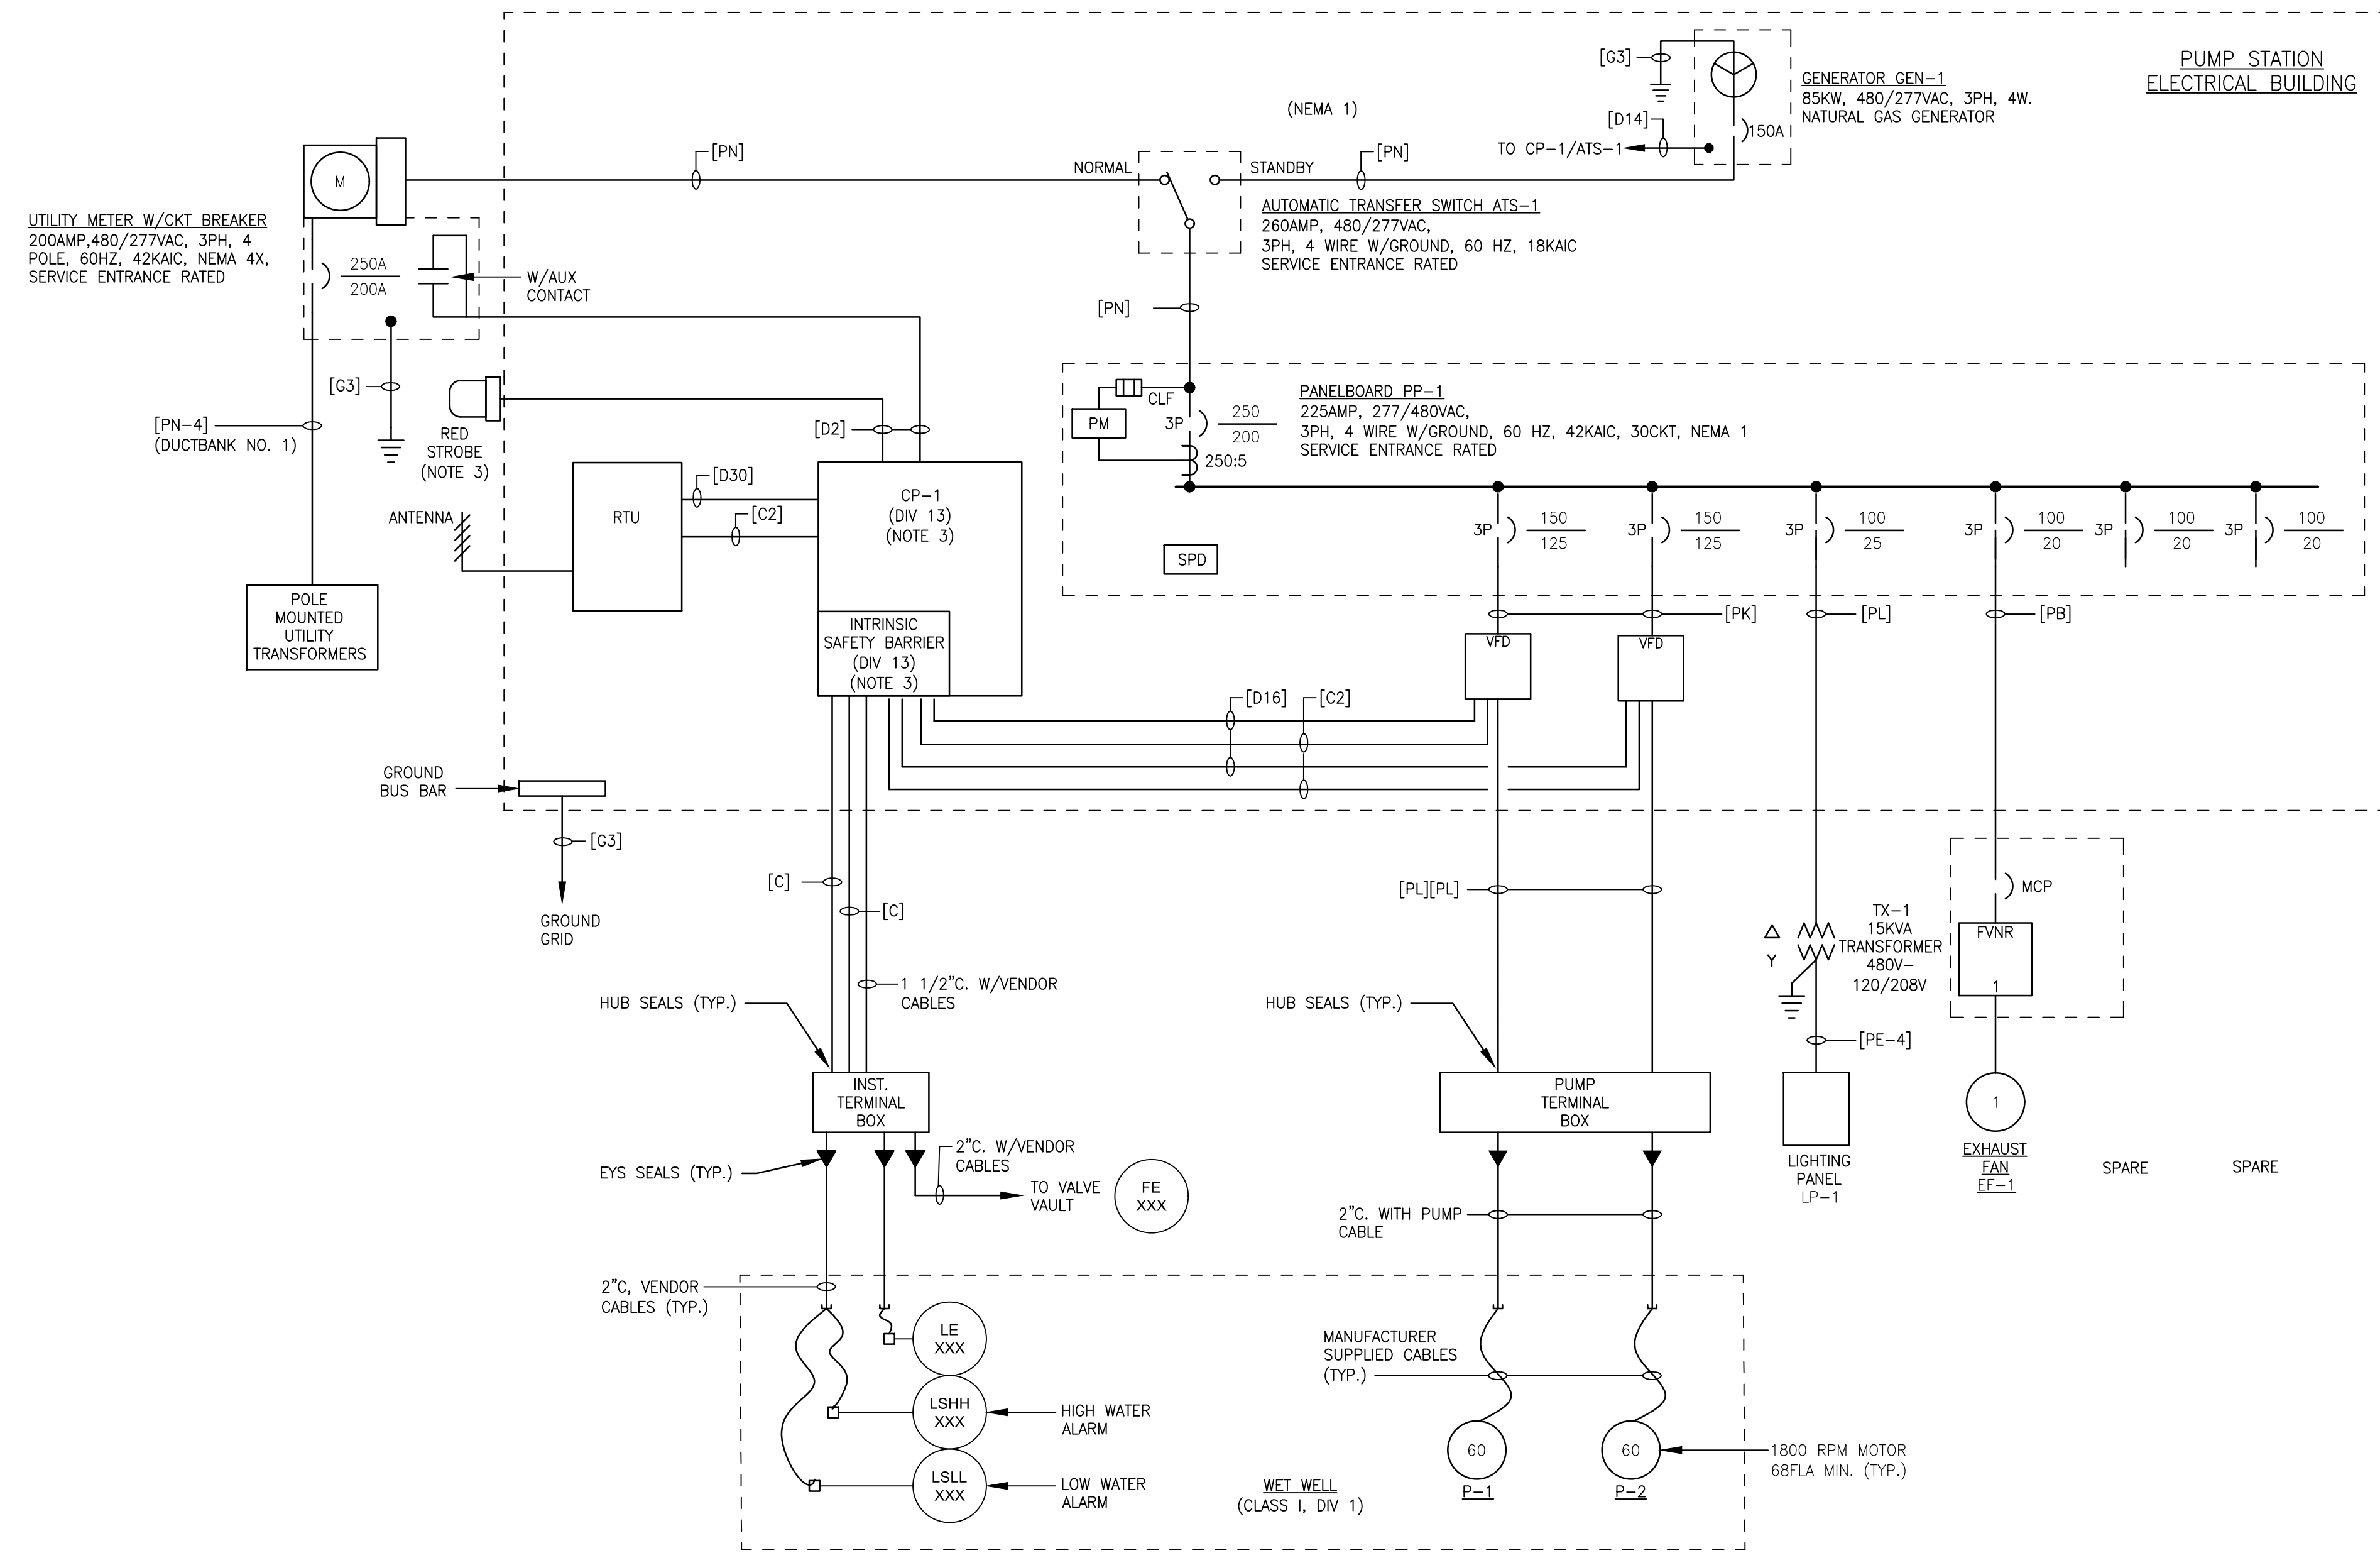 PUMP STATION
ELECTRICAL BUILDING
[G3]
GENERATOR GEN-1
85KW, 480/277VAC, 3PH, 4W.
NATURAL GAS GENERATOR
(NEMA 1)
[D14]
150A
TO CP-1/ATS-1
[PN]
NORMAL
STANDBY
[PN]
M
AUTOMATIC TRANSFER SWITCH ATS-1
260AMP, 480/277VAC,
3PH, 4 WIRE W/GROUND, 60 HZ, 18KAIC
SERVICE ENTRANCE RATED
UTILITY METER W/CKT BREAKER
200AMP,480/277VAC, 3PH, 4
POLE, 60HZ, 42KAIC, NEMA 4X,
SERVICE ENTRANCE RATED
250A
200A
W/AUX
CONTACT
[PN]
[G3]
[PN-4]
(DUCTBANK NO. 1)
RED
STROBE
(NOTE 3)
[D2]
CLF
PM
3P
250
200
250:5
PANELBOARD PP-1
225AMP, 277/480VAC,
3PH, 4 WIRE W/GROUND, 60 HZ, 42KAIC, 30CKT, NEMA 1
SERVICE ENTRANCE RATED
ANTENNA
RTU
[D30]
[C2]
CP-1
(DIV 13)
(NOTE 3)
SPD
3P
150
125
3P
150
125
3P
100
25
3P
100
20
3P
100
20
3P
100
20
POLE
MOUNTED
UTILITY
TRANSFORMERS
INTRINSIC
SAFETY BARRIER
(DIV 13)
(NOTE 3)
[PK]
[PL]
[PB]
VFD
VFD
[D16]
[C2]
GROUND
BUS BAR
[G3]
GROUND
GRID
[C]
[C]
[PL][PL]
MCP
FVNR
1
Δ
Y
TX-1
15KVA
TRANSFORMER
480V-
120/208V
1 1/2"C. W/VENDOR
CABLES
HUB SEALS (TYP.)
HUB SEALS (TYP.)
[PE-4]
INST.
TERMINAL
BOX
PUMP
TERMINAL
BOX
1
EXHAUST
FAN
EF-1
LIGHTING
PANEL
LP-1
SPARE
SPARE
EYS SEALS (TYP.)
2"C. W/VENDOR
CABLES
TO VALVE
VAULT
FE
XXX
2"C. WITH PUMP
CABLE
2"C, VENDOR
CABLES (TYP.)
LE
XXX
MANUFACTURER
SUPPLIED CABLES
(TYP.)
LSHH
XXX
HIGH WATER
ALARM
LSLL
XXX
LOW WATER
ALARM
WET WELL
(CLASS I, DIV 1)
60
P-1
60
P-2
1800 RPM MOTOR
68FLA MIN. (TYP.)